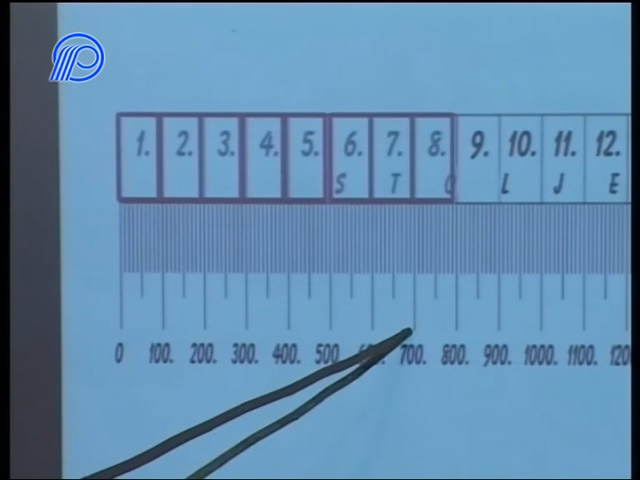 P
1. 2. 3. 4. 5. 6. 7. 8. 9. 10. 11. 12.
S T O L J E
0 100. 200. 300. 400. 500. 700. 800. 900. 1000. 1100.